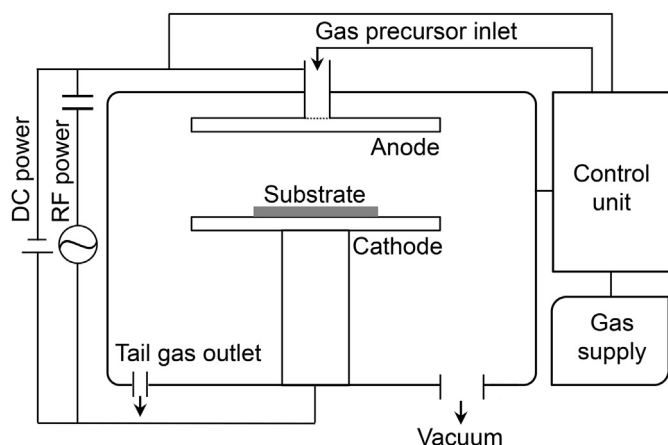 Gas precursor inlet
DC power
RF power
Anode
Control
unit
Substrate
Cathode
Gas
supply
Tail gas outlet
Vacuum